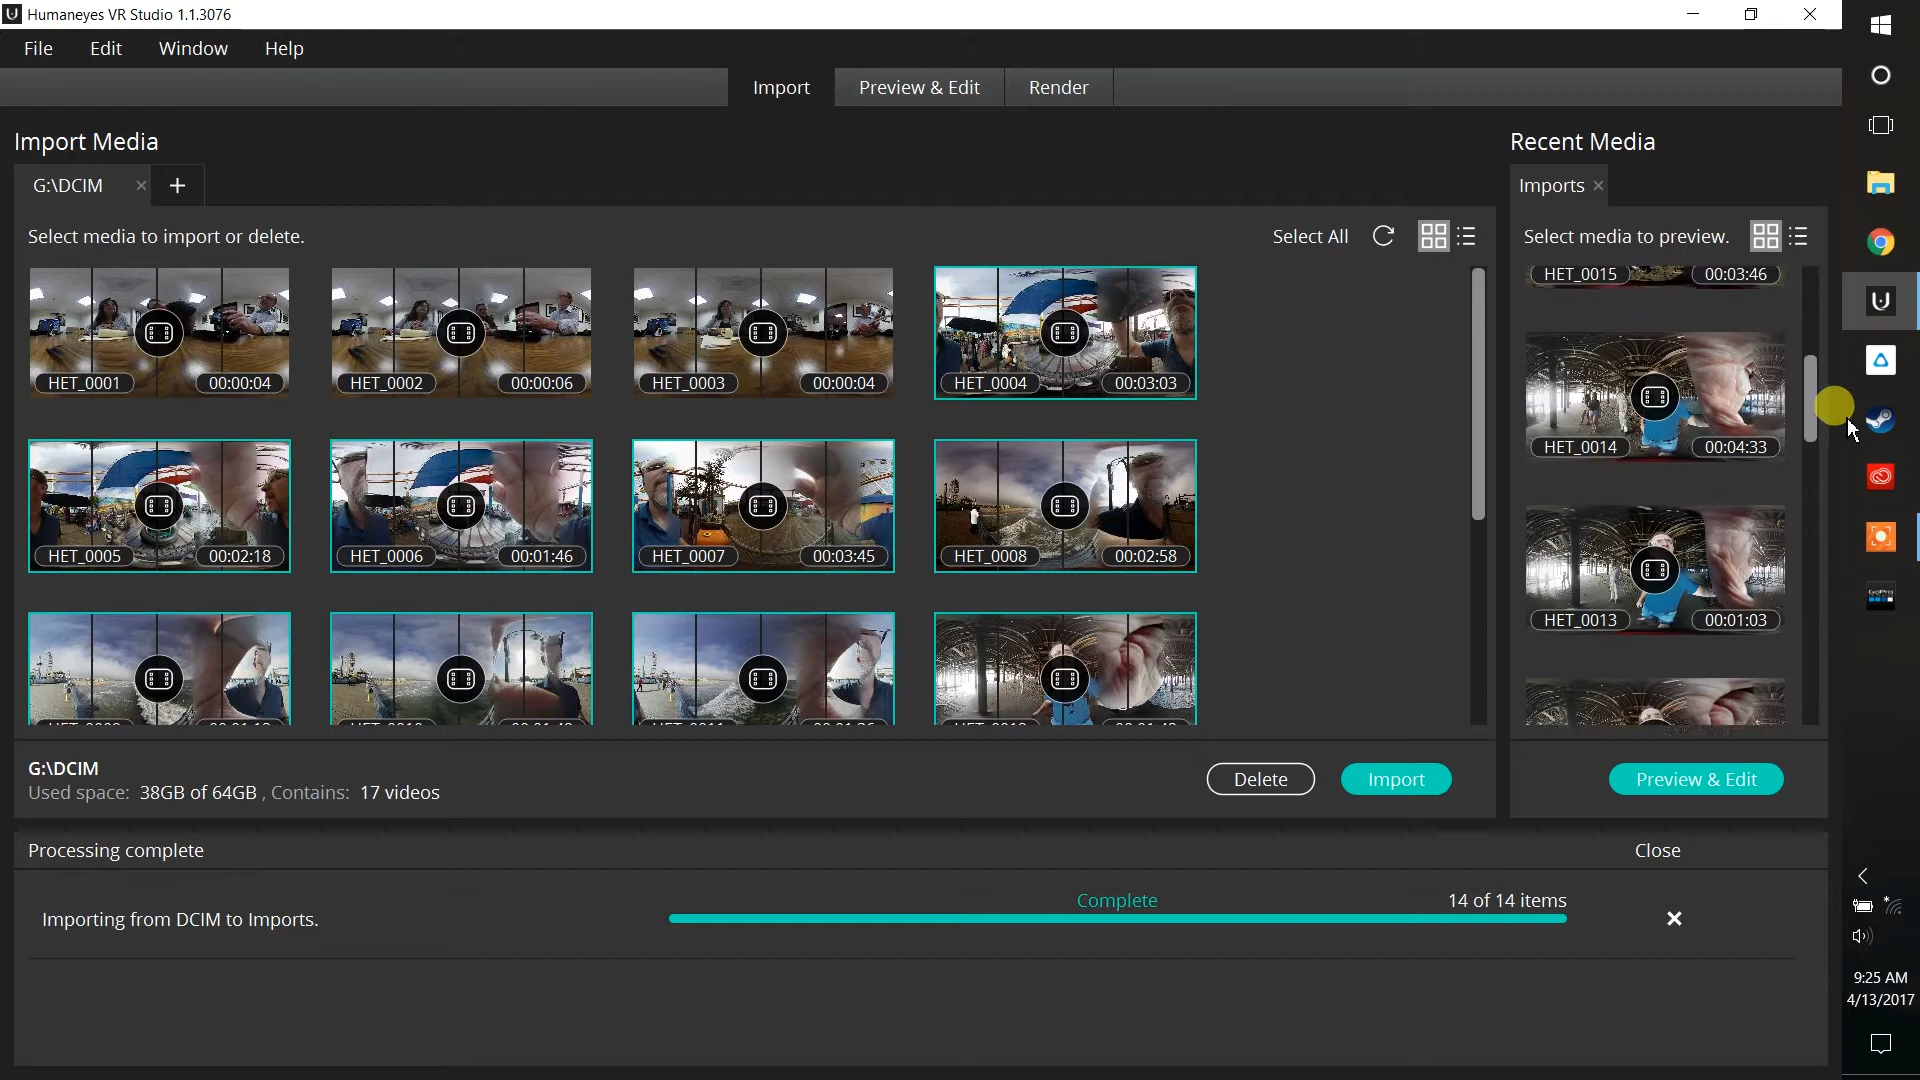 Humaneyes VR Studio 1.1.3076
File Edit Window Help
Import Preview & Edit Render
Import Media
G:\DCIM × +
Select media to import or delete.
Select All
HET_0001 00:00:04
HET_0002 00:00:06
HET_0003 00:00:04
HET_0004 00:03:03
HET_0005 00:02:18
HET_0006 00:01:46
HET_0007 00:03:45
HET_0008 00:02:58
G:\DCIM
Used space: 38GB of 64GB , Contains: 17 videos
Delete Import
Recent Media
Imports ×
Select media to preview.
HET_0015 00:03:46
HET_0014 00:04:33
HET_0013 00:01:03
Preview & Edit
Processing complete
Close
Importing from DCIM to Imports.
Complete
14 of 14 items
GoPro
9:25 AM
4/13/2017